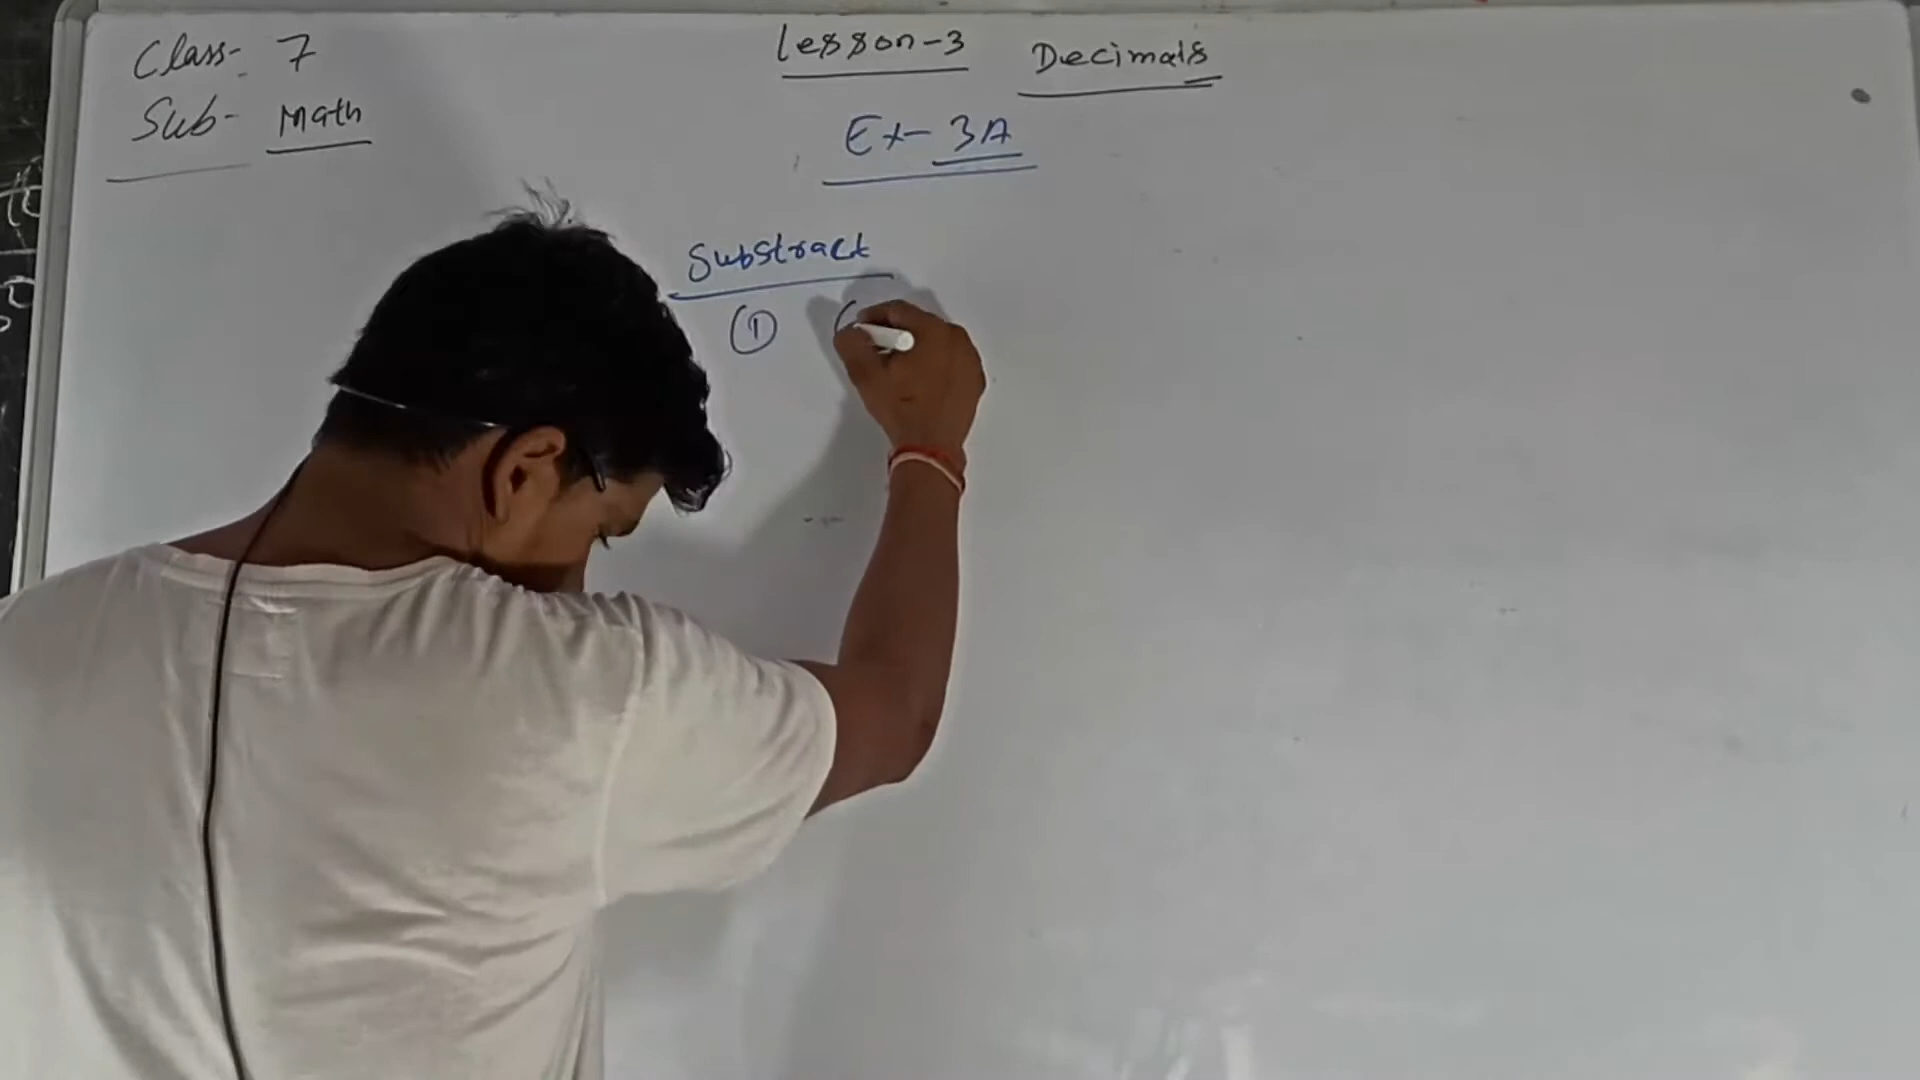 Class- 7
Lesson-3 Decimals
Sub- Math
Ex- 3A
Substract
①